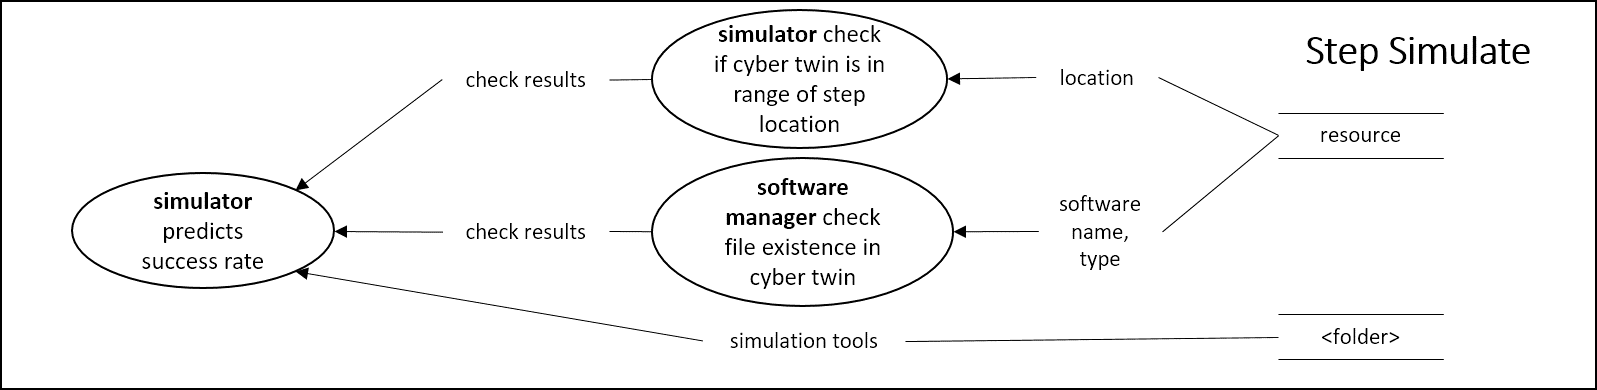 Step Simulate
simulator check
if cyber twin is in
range of step
location
check results
location
resource
software
manager check
file existence in
cyber twin
simulator
predicts
success rate
check results
software
name,
type
simulation tools
<folder>